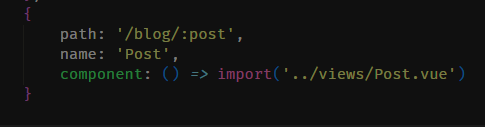 {
path: '/blog/:post',
name: 'Post',
component: () => import('../views/Post.vue')
}